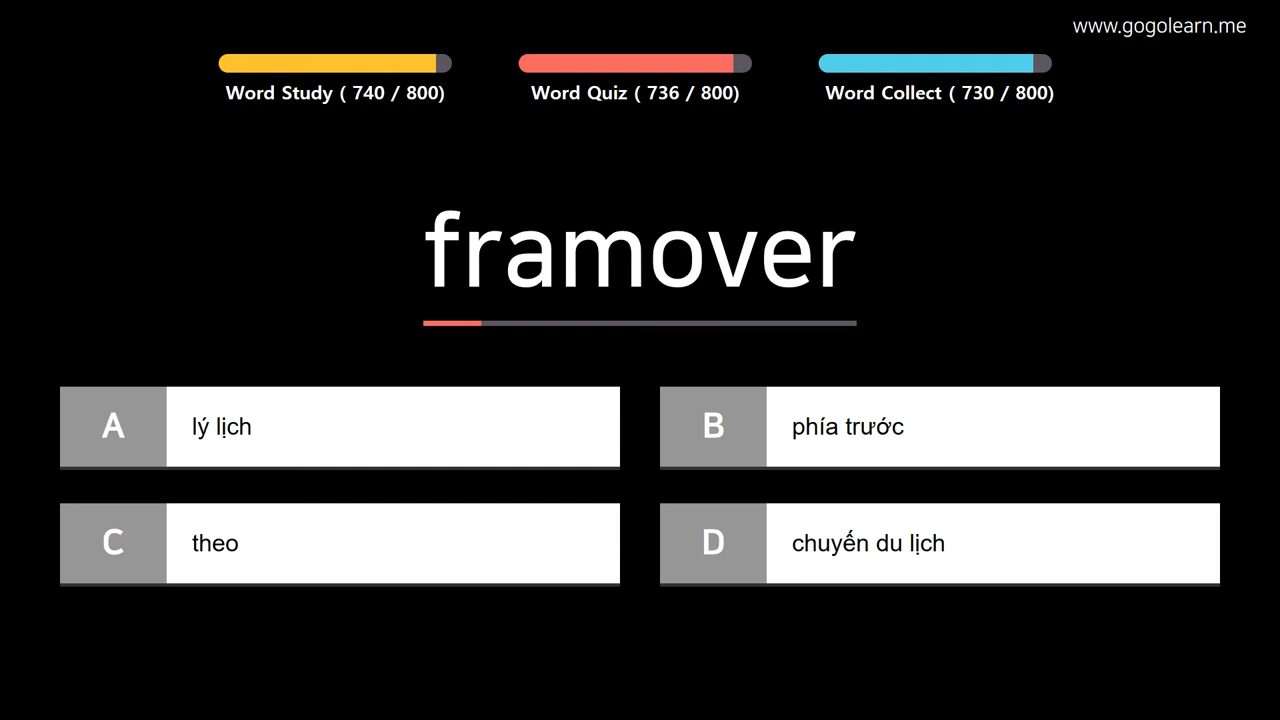 www.gogolearn.me
Word Study ( 740 / 800)
Word Quiz ( 736 / 800)
Word Collect ( 730 / 800)
framover
A lý lịch
B phía trước
C theo
D chuyến du lịch